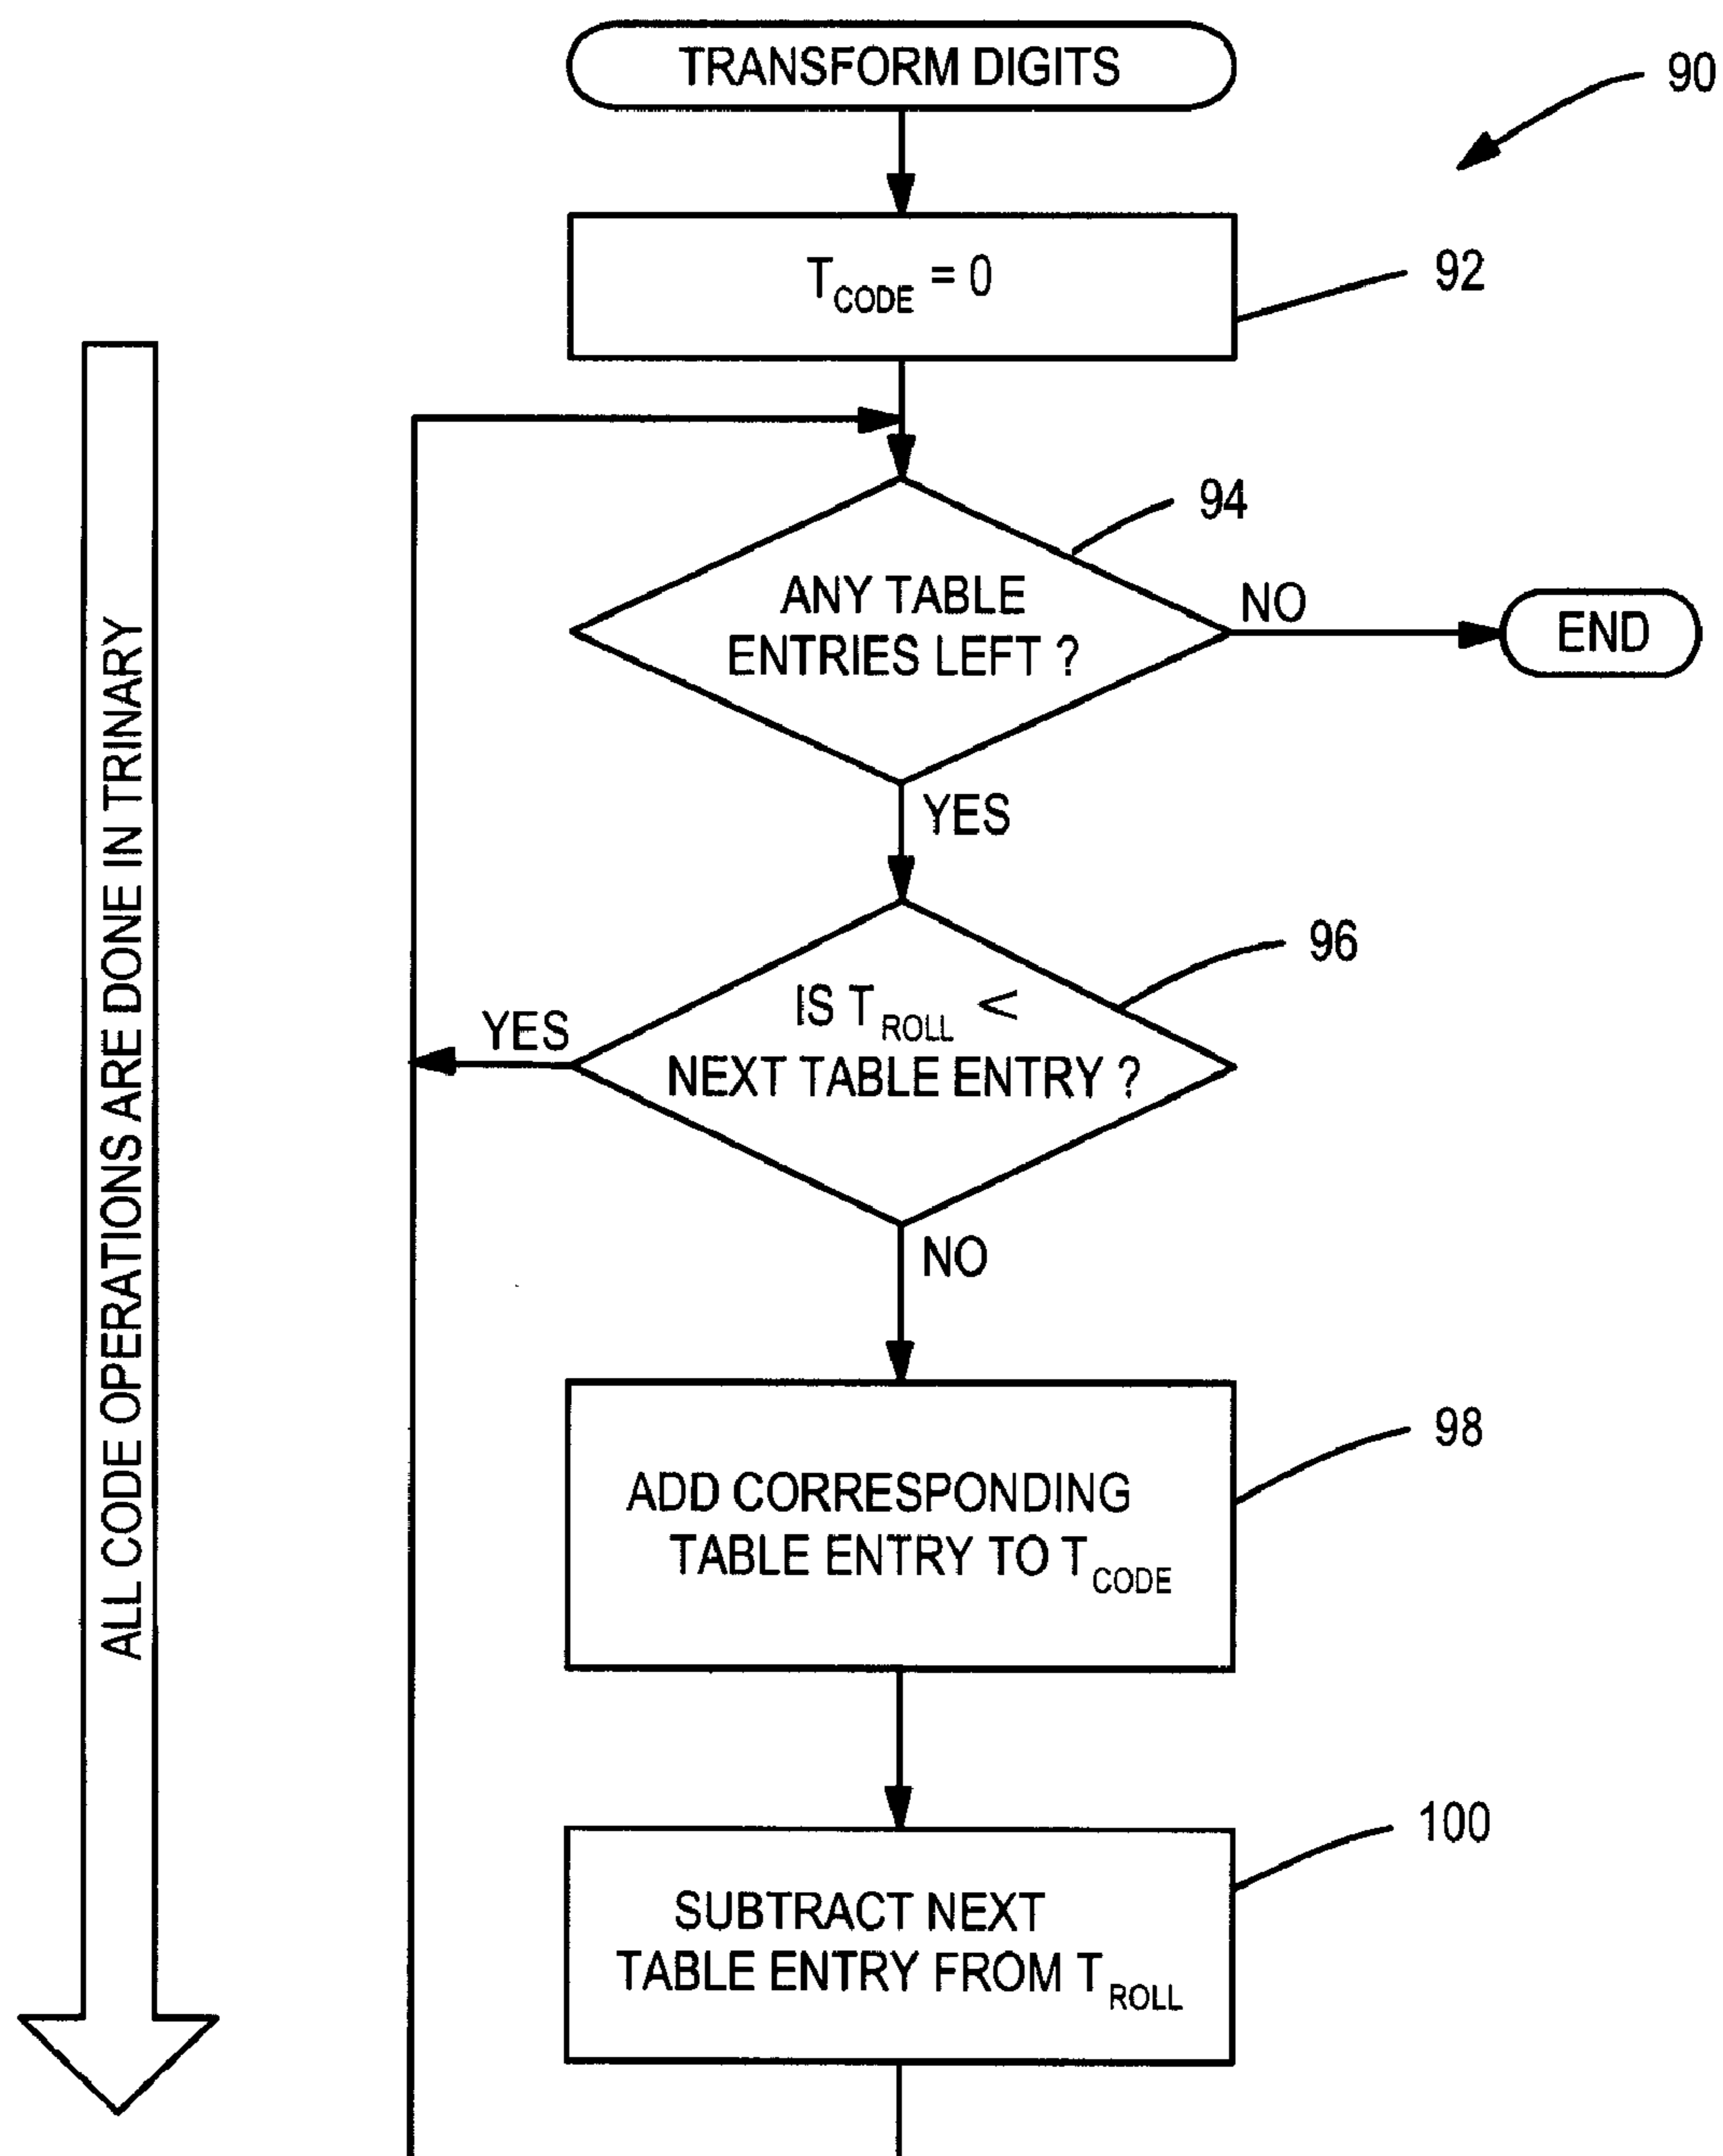 TRANSFORM DIGITS
90
T CODE = 0
92
ANY TABLE
ENTRIES LEFT ?
94
NO
END
YES
IS T ROLL <
NEXT TABLE ENTRY ?
96
YES
NO
ADD CORRESPONDING
TABLE ENTRY TO T CODE
98
SUBTRACT NEXT
TABLE ENTRY FROM T ROLL
100
ALL CODE OPERATIONS ARE DONE IN TRINARY